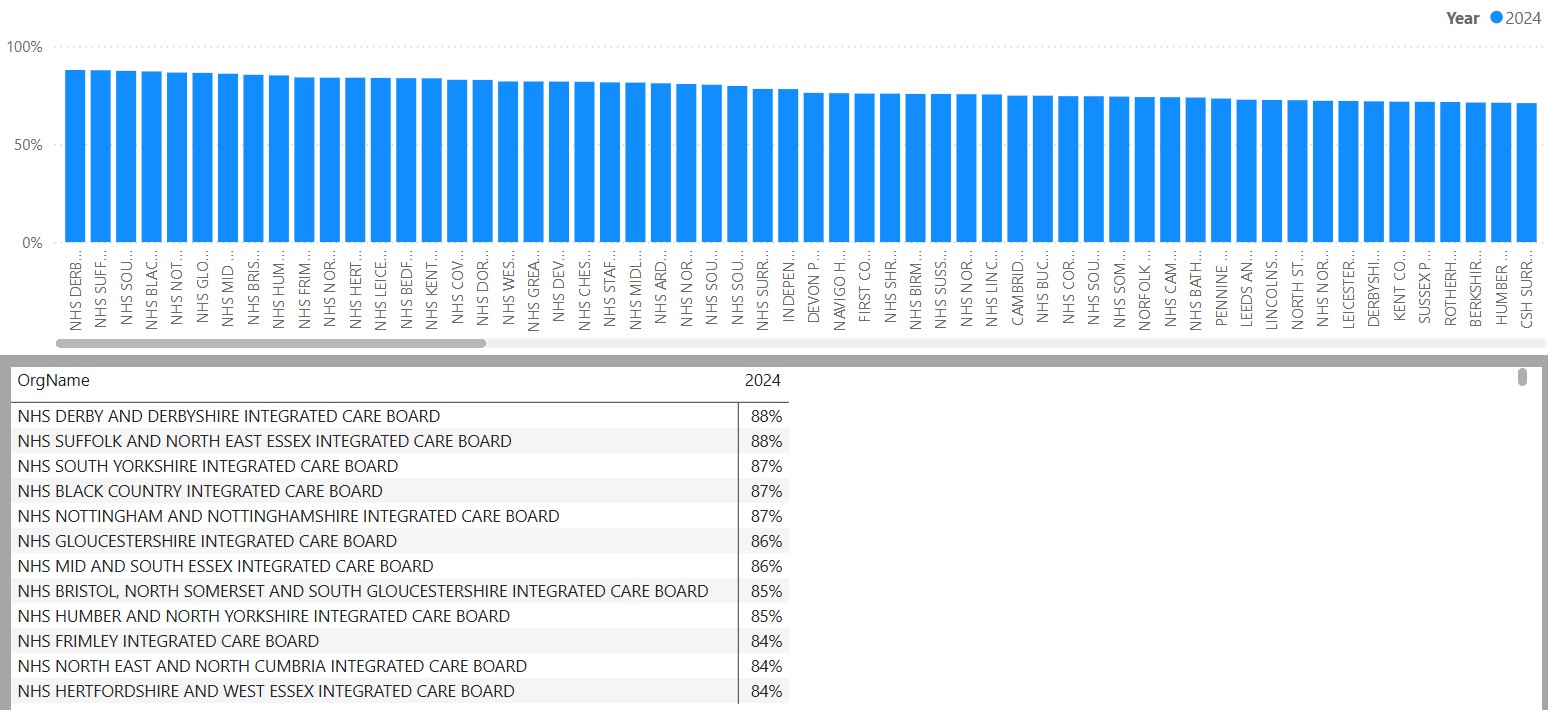 Year 2024
100%
50%
0%
NHS DERB...
NHS SUFF...
NHS SOU...
NHS BLAC...
NHS NOT...
NHS GLO...
NHS MID ...
NHS BRIS...
NHS HUM...
NHS FRIM...
NHS NOR...
NHS HERT...
NHS LEICE...
NHS BEDF...
NHS KENT...
NHS COV...
NHS DOR...
NHS WES...
NHS GREA...
NHS DEV...
NHS CHES...
NHS STAF...
NHS MIDL...
NHS ARD...
NHS NOR...
NHS SOU...
NHS SOU...
NHS SURR...
INDEPEN...
DEVON P...
NAVIGO H...
FIRST CO...
NHS SHR...
NHS BIRM...
NHS SUSS...
NHS NOR...
NHS LINC...
CAMBRID...
NHS BUC...
NHS COR...
NHS SOU...
NHS SOM...
NORFOLK ...
NHS CAM...
NHS BATH...
PENNINE ...
LEEDS AN...
LINCOLNS...
NORTH ST...
NHS NOR...
LEICESTER...
DERBYSHI...
KENT CO...
SUSSEX P...
ROTHERH...
BERKSHIR...
HUMBER ...
CSH SURR...
OrgName 2024
NHS DERBY AND DERBYSHIRE INTEGRATED CARE BOARD 88%
NHS SUFFOLK AND NORTH EAST ESSEX INTEGRATED CARE BOARD 88%
NHS SOUTH YORKSHIRE INTEGRATED CARE BOARD 87%
NHS BLACK COUNTRY INTEGRATED CARE BOARD 87%
NHS NOTTINGHAM AND NOTTINGHAMSHIRE INTEGRATED CARE BOARD 87%
NHS GLOUCESTERSHIRE INTEGRATED CARE BOARD 86%
NHS MID AND SOUTH ESSEX INTEGRATED CARE BOARD 86%
NHS BRISTOL, NORTH SOMERSET AND SOUTH GLOUCESTERSHIRE INTEGRATED CARE BOARD 85%
NHS HUMBER AND NORTH YORKSHIRE INTEGRATED CARE BOARD 85%
NHS FRIMLEY INTEGRATED CARE BOARD 84%
NHS NORTH EAST AND NORTH CUMBRIA INTEGRATED CARE BOARD 84%
NHS HERTFORDSHIRE AND WEST ESSEX INTEGRATED CARE BOARD 84%